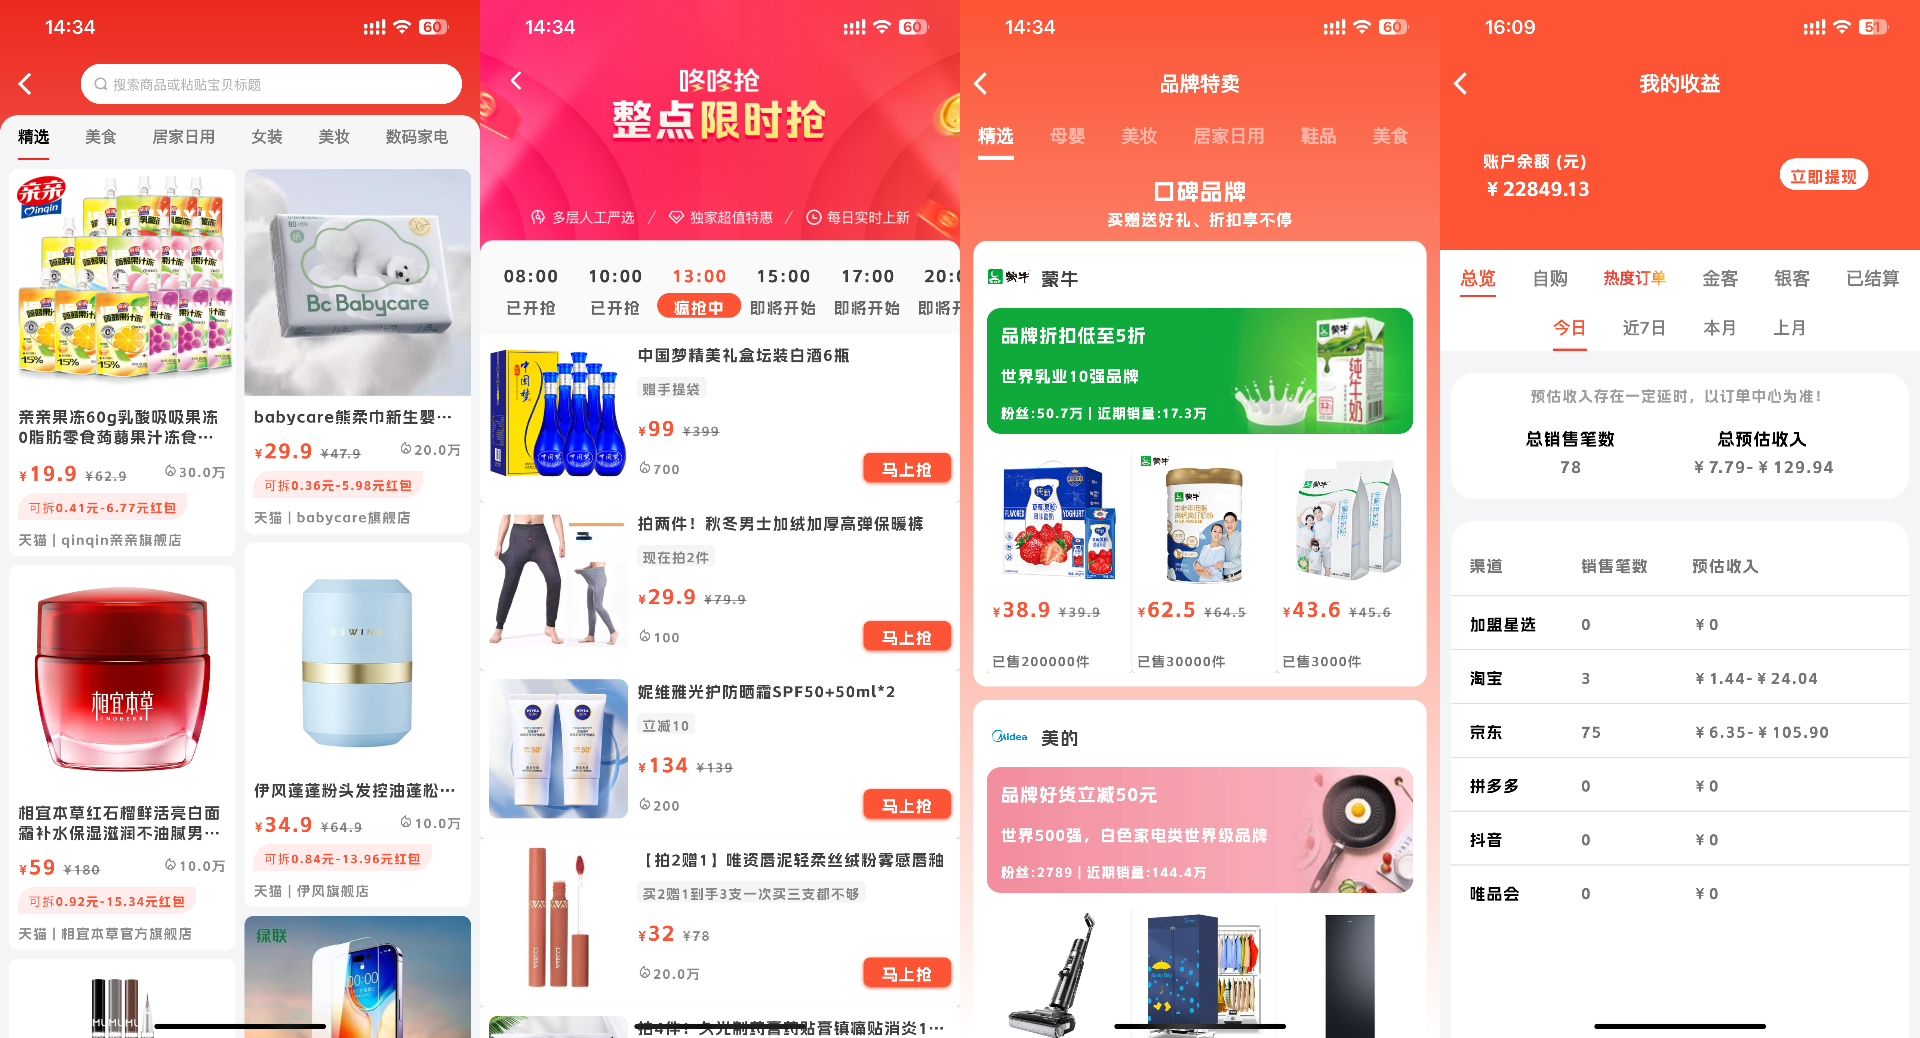 14:34
60
搜索商品或粘贴宝贝标题
精选 美食 居家日用 女装 美妆 数码家电
亲亲
Qinqin
15%
15%
15%
亲亲果冻60g乳酸吸吸果冻
0脂肪零食蒟蒻果汁冻食…
¥19.9 ¥62.9 30.0万
可拆0.41元-6.77元红包
天猫 | qinqin亲亲旗舰店
Bc Babycare
babycare熊柔巾新生婴…
¥29.9 ¥47.9 20.0万
可拆0.36元-5.98元红包
天猫 | babycare旗舰店
相宜本草
INOHERB
相宜本草红石榴鲜活亮白面
霜补水保湿滋润不油腻男…
¥59 ¥180 10.0万
可拆0.92元-15.34元红包
天猫 | 相宜本草官方旗舰店
ESWIND
伊风蓬蓬粉头发控油蓬松…
¥34.9 ¥64.9 10.0万
可拆0.84元-13.96元红包
天猫 | 伊风旗舰店
绿联
14:34
60
咚咚抢
整点限时抢
多层人工严选 / 独家超值特惠 / 每日实时上新
08:00 10:00 13:00 15:00 17:00
已开抢 已开抢 疯抢中 即将开始 即将开始
中国梦
中国梦精美礼盒坛装白酒6瓶
赠手提袋
¥99 ¥399
700
马上抢
拍两件！秋冬男士加绒加厚高弹保暖裤
现在拍2件
¥29.9 ¥79.9
100
马上抢
NIVEA
NIVEA
妮维雅光护防晒霜SPF50+50ml*2
立减10
¥134 ¥139
200
马上抢
【拍2赠1】唯资唇泥轻柔丝绒粉雾感唇釉
买2赠1到手3支一次买三支都不够
¥32 ¥78
20.0万
马上抢
拍4件！久光制药膏药贴膏镇痛贴消炎1…
14:34
60
品牌特卖
精选 母婴 美妆 居家日用 鞋品 美食
口碑品牌
买赠送好礼、折扣享不停
蒙牛 蒙牛
品牌折扣低至5折
世界乳业10强品牌
粉丝:50.7万 | 近期销量:17.3万
蒙牛
纯牛奶
FLAVORED YOGHURT
蒙牛
¥38.9 ¥39.9
已售200000件
¥62.5 ¥64.5
已售30000件
¥43.6 ¥45.6
已售3000件
Midea 美的
品牌好货立减50元
世界500强，白色家电类世界级品牌
粉丝:2789 | 近期销量:144.4万
Rainy Day
16:09
51
我的收益
账户余额 (元)
¥ 22849.13
立即提现
总览 自购 热度订单 金客 银客 已结算
今日 近7日 本月 上月
预估收入存在一定延时，以订单中心为准！
总销售笔数 总预估收入
78 ¥ 7.79- ¥ 129.94
渠道 销售笔数 预估收入
加盟星选 0 ¥ 0
淘宝 3 ¥ 1.44- ¥ 24.04
京东 75 ¥ 6.35- ¥ 105.90
拼多多 0 ¥ 0
抖音 0 ¥ 0
唯品会 0 ¥ 0